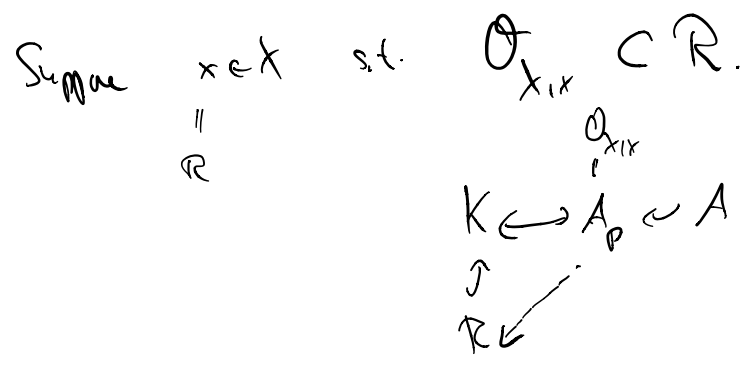 Suppose x ∈ X s.t. O_{X,x} ⊂ R.
||
R
O_{X,x}
||
K ↩ A_p ↩ A
↑
R